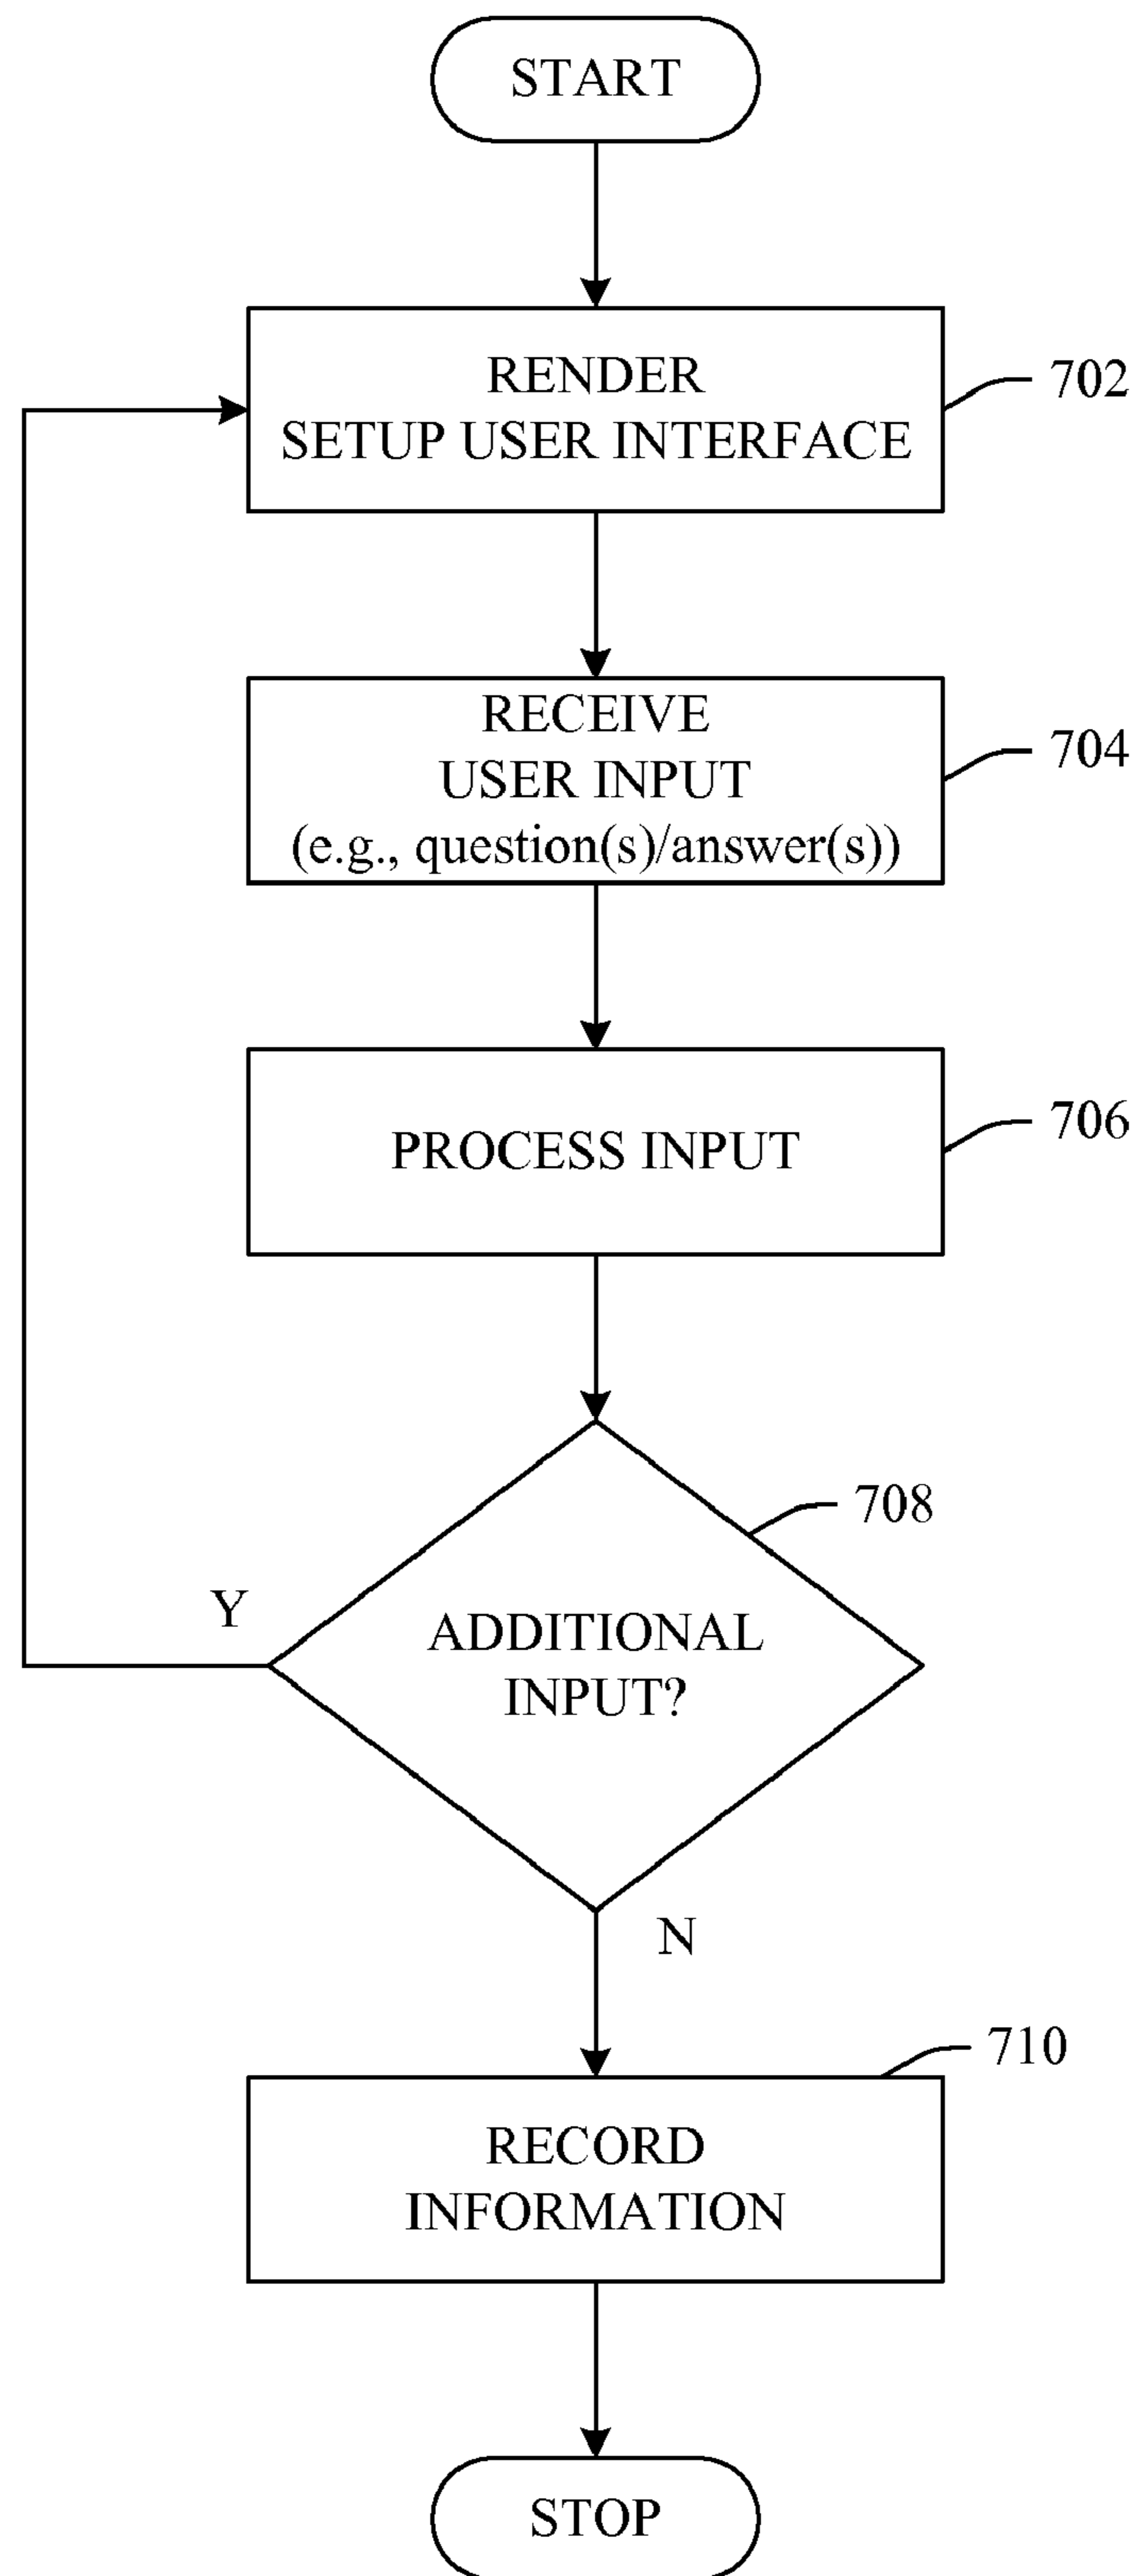 START
RENDER
SETUP USER INTERFACE
702
RECEIVE
USER INPUT
(e.g., question(s)/answer(s))
704
PROCESS INPUT
706
708
Y
ADDITIONAL
INPUT?
N
710
RECORD
INFORMATION
STOP